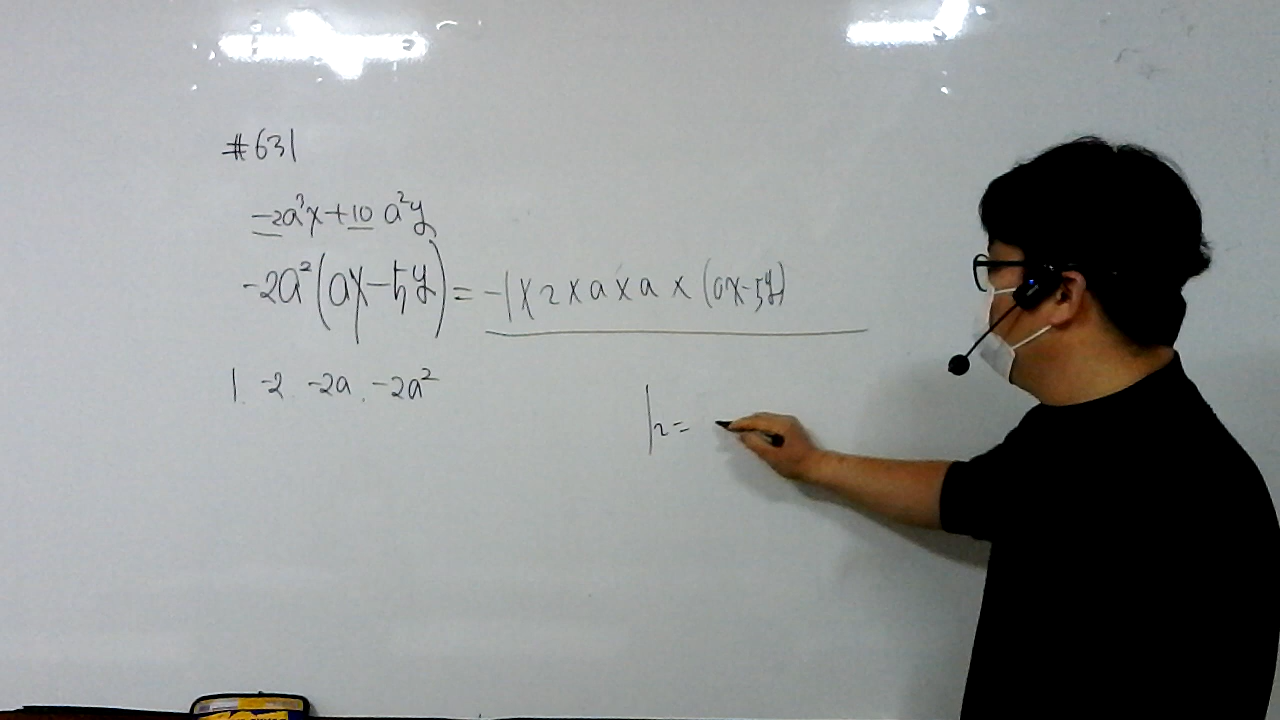 #631
-2a³x+10a²y
-2a²(ax-5y)=-1×2×a×a×(ax-5y)
1. -2. -2a. -2a²
12=